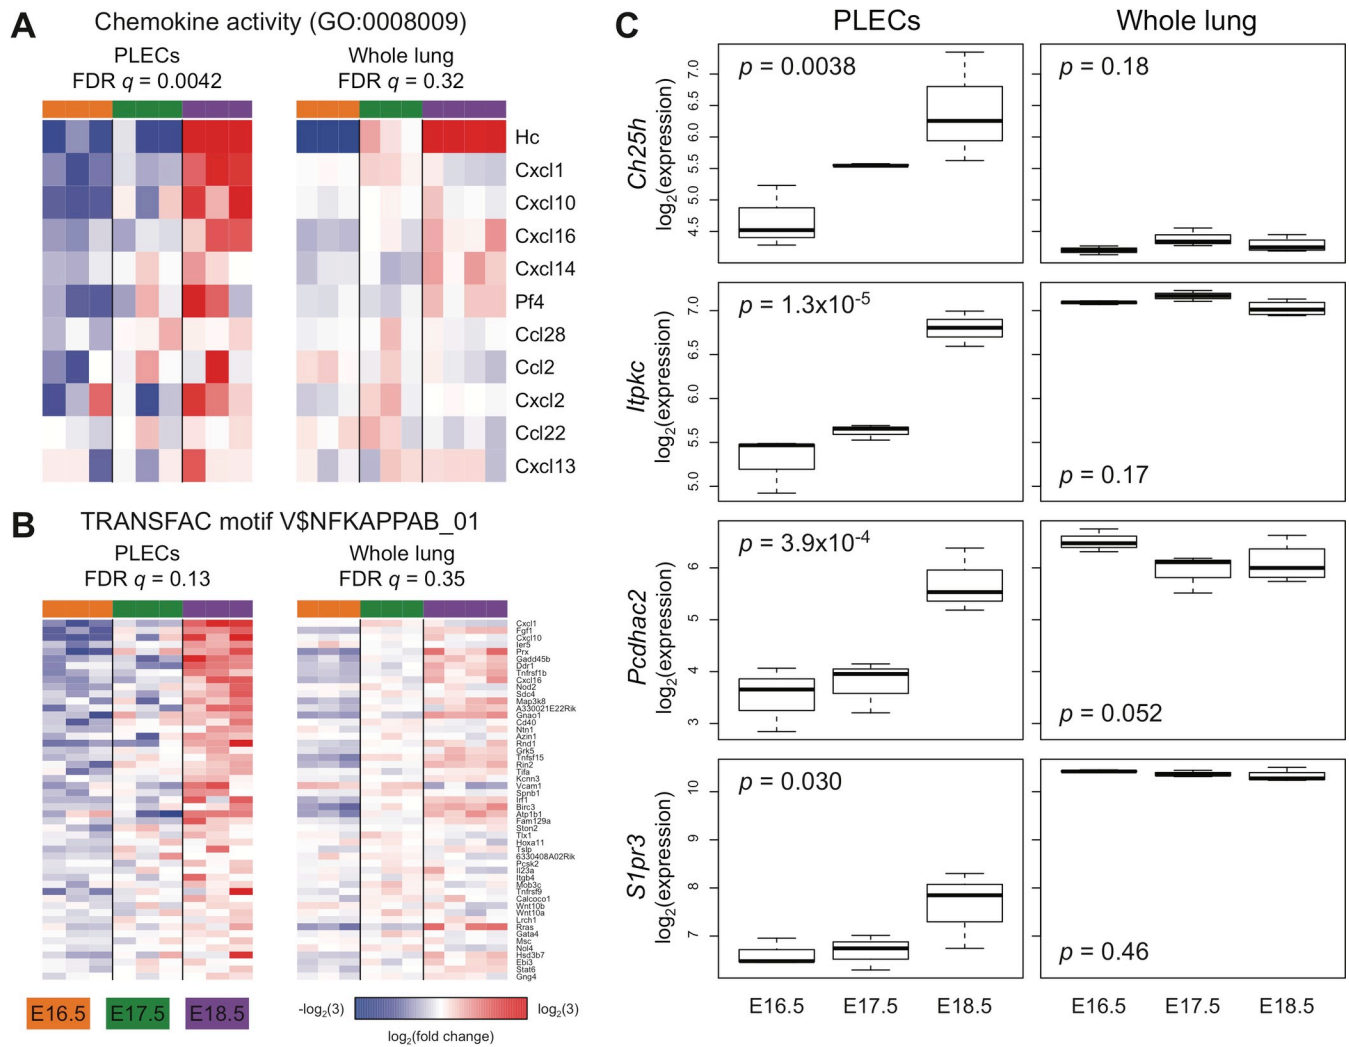 A
Chemokine activity (GO:0008009)
PLECs
FDR q = 0.0042
Whole lung
FDR q = 0.32
Hc
Cxcl1
Cxcl10
Cxcl16
Cxcl14
Pf4
Ccl28
Ccl2
Cxcl2
Ccl22
Cxcl13
B
TRANSFAC motif V$NFKAPPAB_01
PLECs
FDR q = 0.13
Whole lung
FDR q = 0.35
Cxcl1
Fgf1
Cxcl10
Ier5
Prx
Gadd45b
Ddr1
Tnfrsf1b
Cxcl16
Nod2
Sdc4
Map3k8
A330021E22Rik
Gnao1
Cd40
Ntn1
Azin1
Rnd1
Grk5
Tnfsf15
Rin2
Tifa
Kcnn3
Vcam1
Spnb1
Irf1
Birc3
Atp1b1
Fam129a
Ston2
Tlx1
Hoxa11
Tslp
6330408A02Rik
Pcsk2
Il23a
Itgb4
Mob3c
Tnfrsf9
Calcoco1
Wnt10b
Wnt10a
Lrch1
Rras
Gata4
Msc
Nol4
Hsd3b7
Ebi3
Stat6
Gng4
E16.5 E17.5 E18.5
-log2(3) log2(3)
log2(fold change)
C
PLECs Whole lung
Ch25h
log2(expression)
7.0
6.5
6.0
5.5
5.0
4.5
p = 0.0038
p = 0.18
Itpkc
log2(expression)
7.0
6.5
6.0
5.5
5.0
p = 1.3x10-5
p = 0.17
Pcdhac2
log2(expression)
6
5
4
3
p = 3.9x10-4
p = 0.052
S1pr3
log2(expression)
10
9
8
7
p = 0.030
p = 0.46
E16.5 E17.5 E18.5 E16.5 E17.5 E18.5